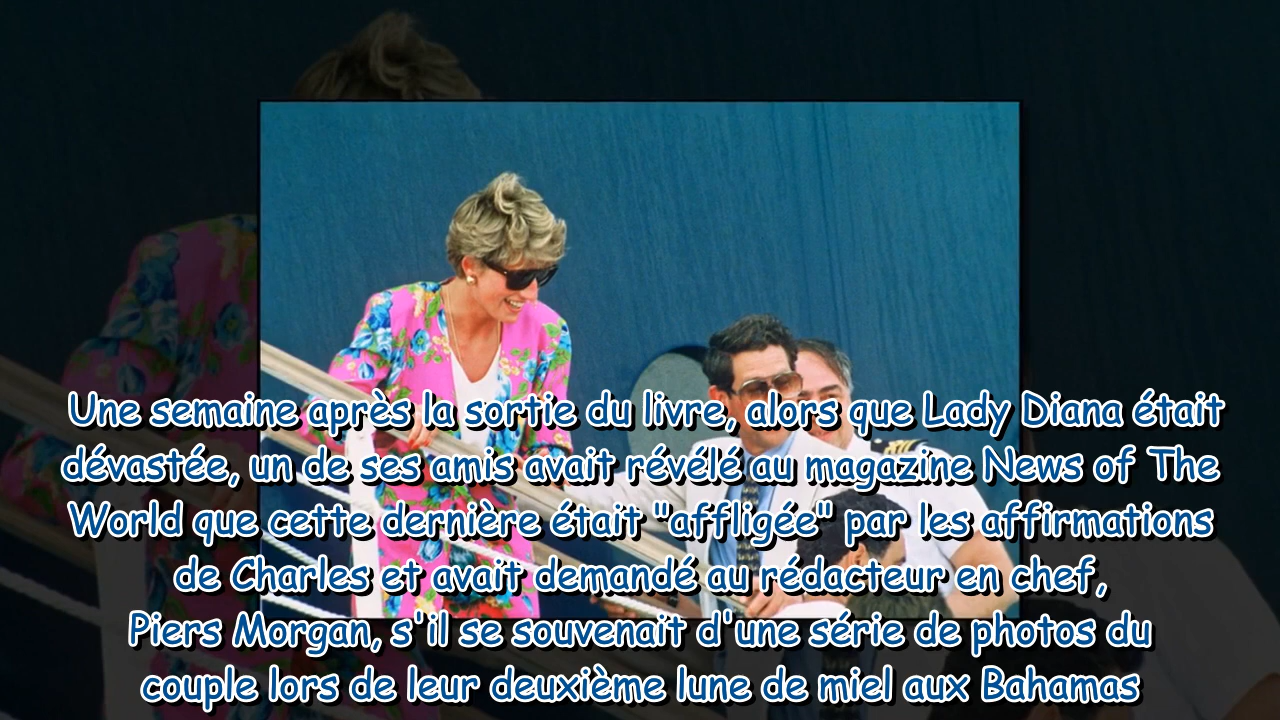 Une semaine après la sortie du livre, alors que Lady Diana était
dévastée, un de ses amis avait révélé au magazine News of The
World que cette dernière était "affligée" par les affirmations
de Charles et avait demandé au rédacteur en chef,
Piers Morgan, s'il se souvenait d'une série de photos du
couple lors de leur deuxième lune de miel aux Bahamas